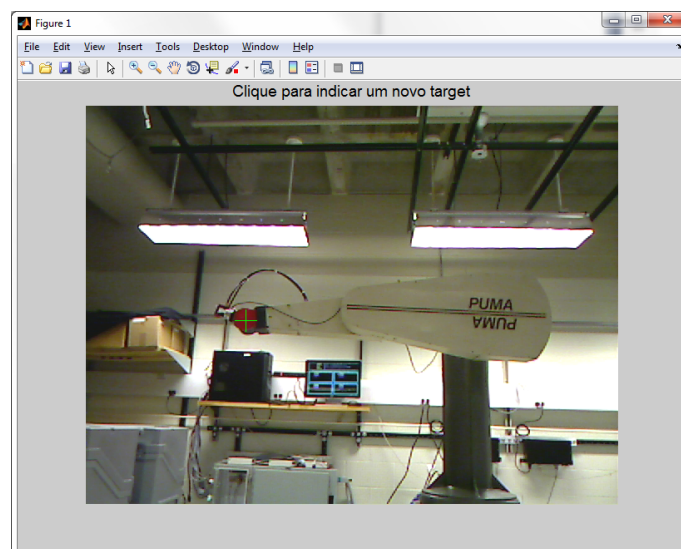 Figure 1
File Edit View Insert Tools Desktop Window Help
Clique para indicar um novo target
PUMA
PUMA